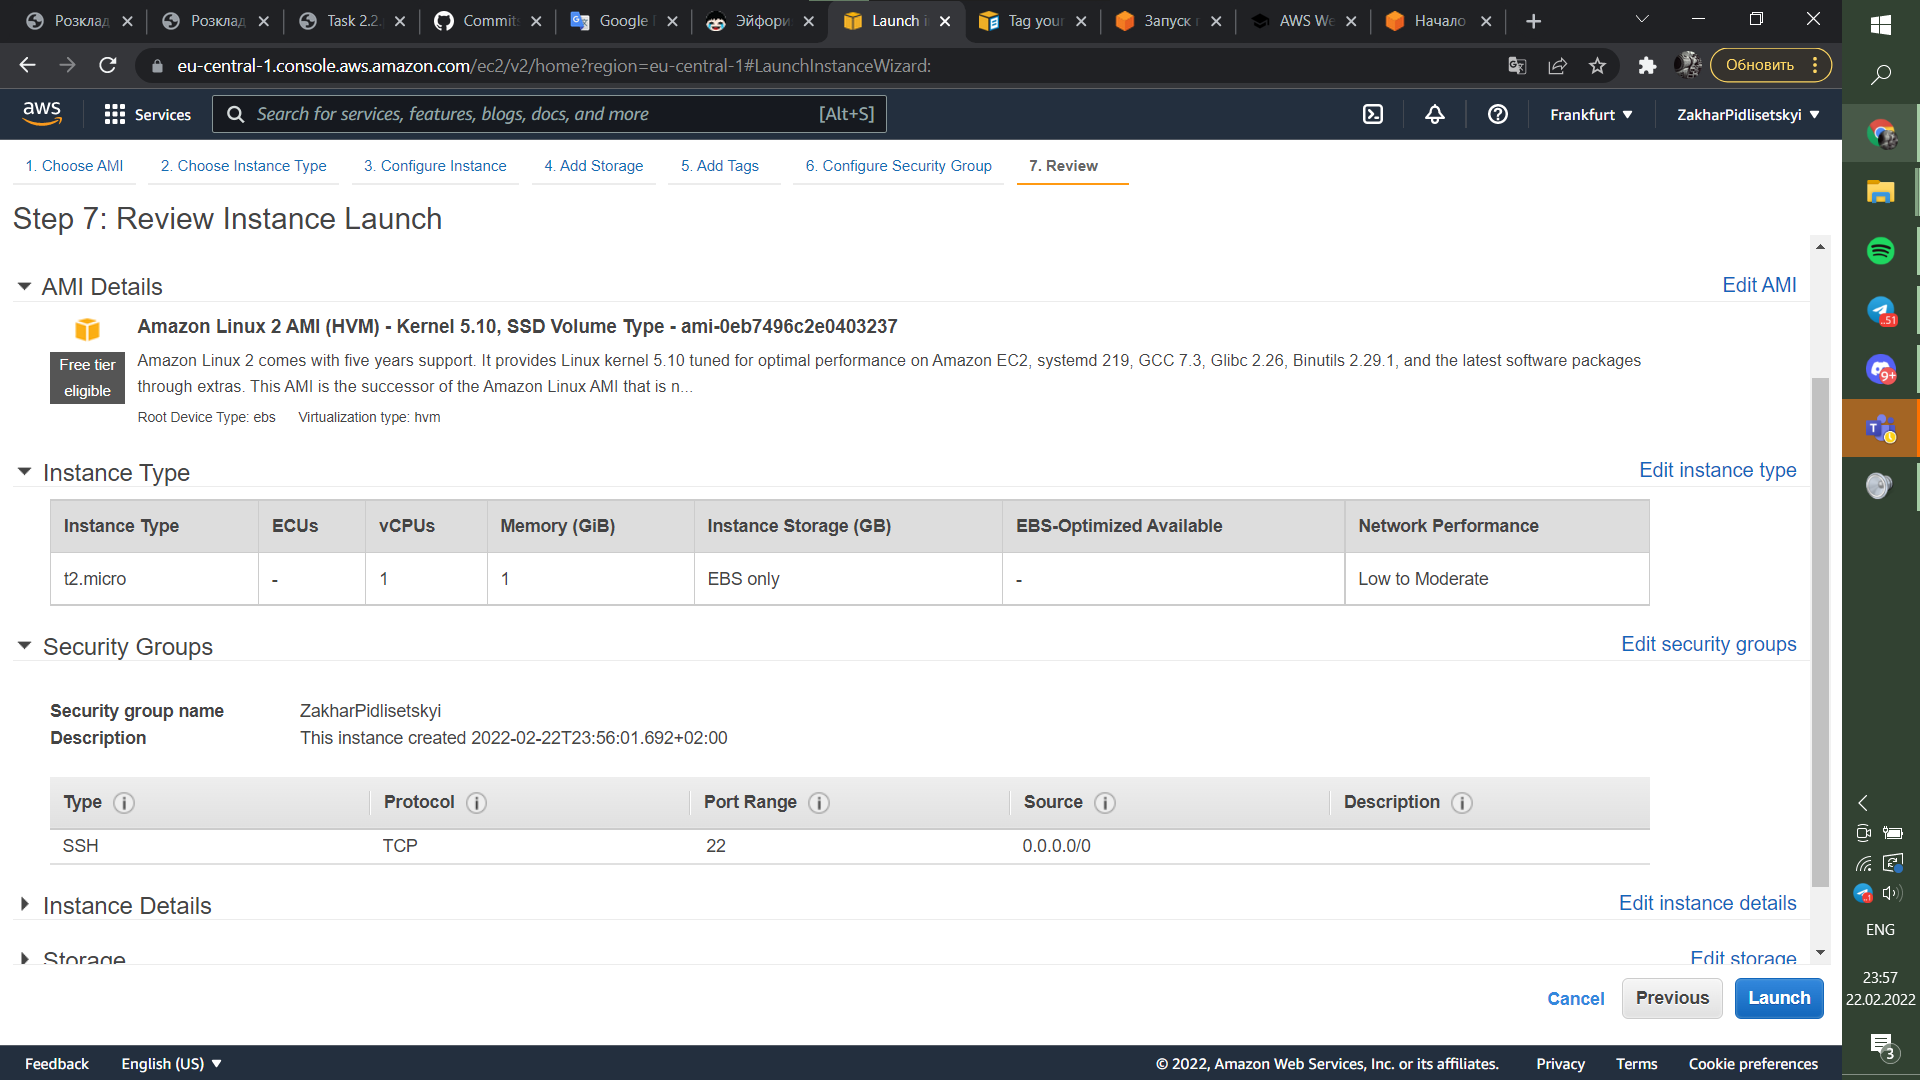 Розклад
Розклад
Task 2.2.
Commits
Google
Эйфори
Launch i
Tag your
Запуск
AWS We
Начало
eu-central-1.console.aws.amazon.com/ec2/v2/home?region=eu-central-1#LaunchInstanceWizard:
Обновить
aws
Services
Search for services, features, blogs, docs, and more
[Alt+S]
Frankfurt
ZakharPidlisetskyi
1. Choose AMI
2. Choose Instance Type
3. Configure Instance
4. Add Storage
5. Add Tags
6. Configure Security Group
7. Review
Step 7: Review Instance Launch
AMI Details
Edit AMI
Amazon Linux 2 AMI (HVM) - Kernel 5.10, SSD Volume Type - ami-0eb7496c2e0403237
Free tier
eligible
Amazon Linux 2 comes with five years support. It provides Linux kernel 5.10 tuned for optimal performance on Amazon EC2, systemd 219, GCC 7.3, Glibc 2.26, Binutils 2.29.1, and the latest software packages
through extras. This AMI is the successor of the Amazon Linux AMI that is n...
Root Device Type: ebs Virtualization type: hvm
Instance Type
Edit instance type
Instance Type ECUs vCPUs Memory (GiB) Instance Storage (GB) EBS-Optimized Available Network Performance
t2.micro - 1 1 EBS only - Low to Moderate
Security Groups
Edit security groups
Security group name ZakharPidlisetskyi
Description This instance created 2022-02-22T23:56:01.692+02:00
Type Protocol Port Range Source Description
SSH TCP 22 0.0.0.0/0
Instance Details
Edit instance details
Storage
Edit storage
Cancel
Previous
Launch
Feedback
English (US)
© 2022, Amazon Web Services, Inc. or its affiliates.
Privacy
Terms
Cookie preferences
51
9+
T
ENG
23:57
22.02.2022
3